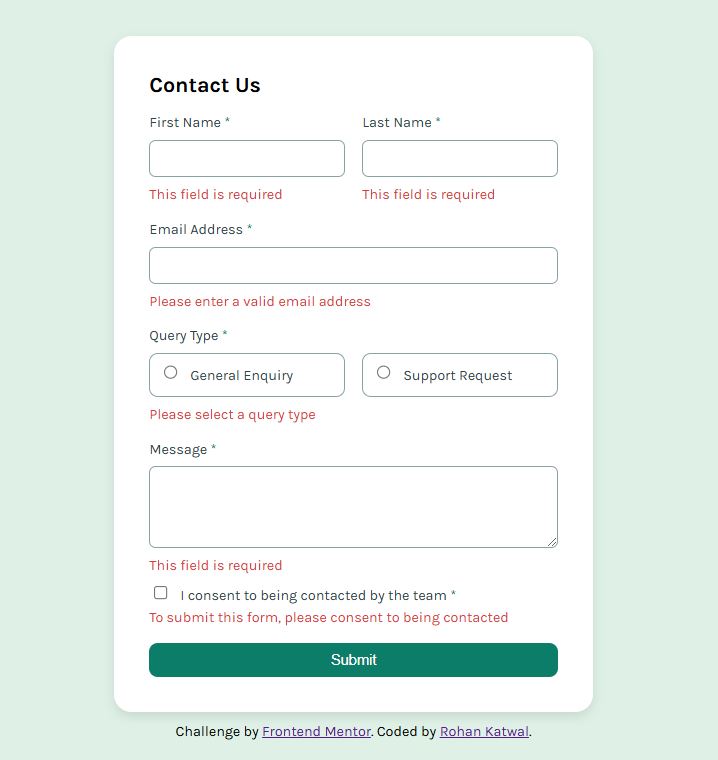 Contact Us
First Name * Last Name *
This field is required This field is required
Email Address *
Please enter a valid email address
Query Type *
General Enquiry Support Request
Please select a query type
Message *
This field is required
I consent to being contacted by the team *
To submit this form, please consent to being contacted
Submit
Challenge by Frontend Mentor. Coded by Rohan Katwal.